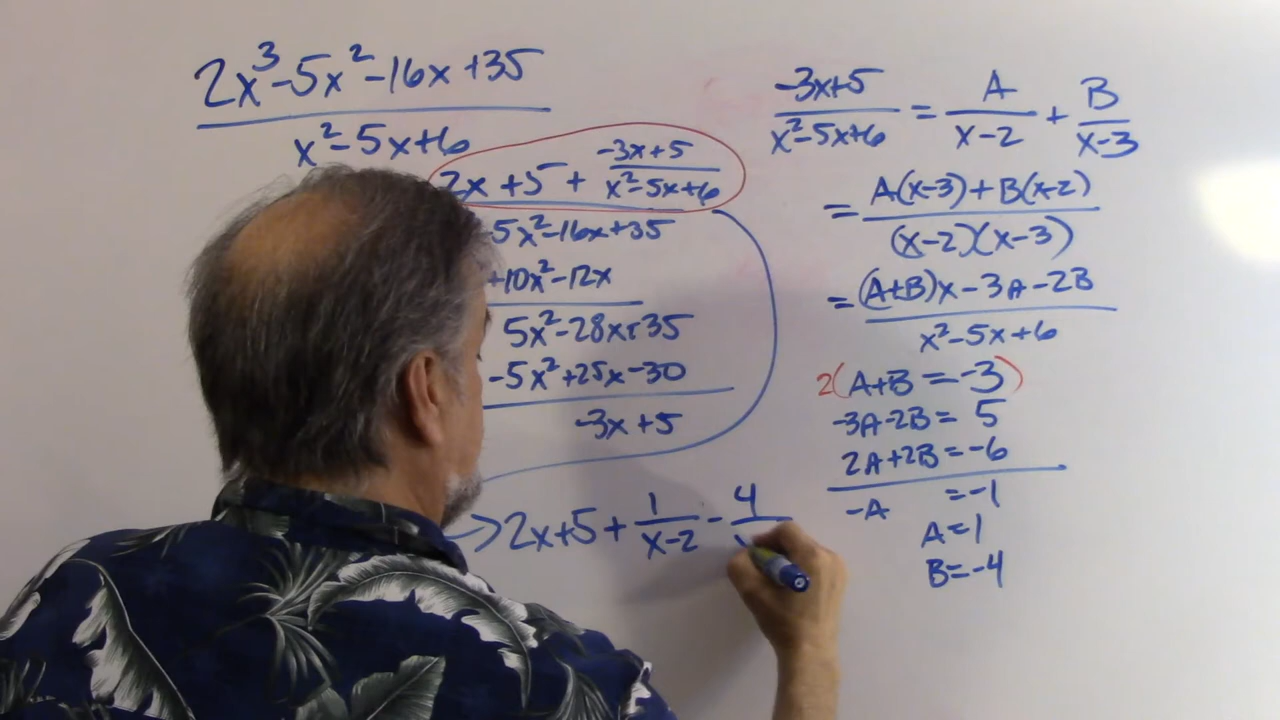 2x³-5x²-16x+35
x²-5x+6
-3x+5
2x+5+
x²-5x+6
5x²-16x+35
+10x²-12x
5x²-28x+35
-5x²+25x-30
-3x+5
→2x+5+ 1/(x-2) - 4/
(-3x+5)/(x²-5x+6) = A/(x-2) + B/(x-3)
= (A(x-3)+B(x-2))/((x-2)(x-3))
= ((A+B)x-3A-2B)/(x²-5x+6)
2(A+B=-3)
-3A-2B=5
2A+2B=-6
-A =-1
A=1
B=-4